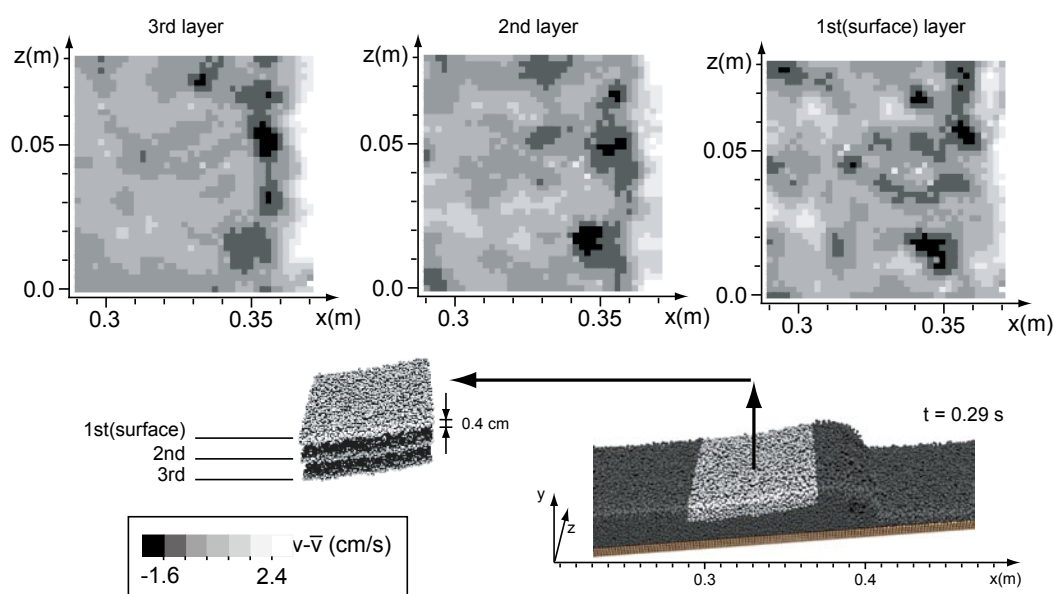 3rd layer
2nd layer
1st(surface) layer
z(m)
0.05
0.0
0.3
0.35
x(m)
z(m)
0.05
0.0
0.3
0.35
x(m)
z(m)
0.05
0.0
0.3
0.35
x(m)
1st(surface)
2nd
3rd
0.4 cm
t = 0.29 s
y
z
0.3
0.4
x(m)
v-v̅ (cm/s)
-1.6
2.4